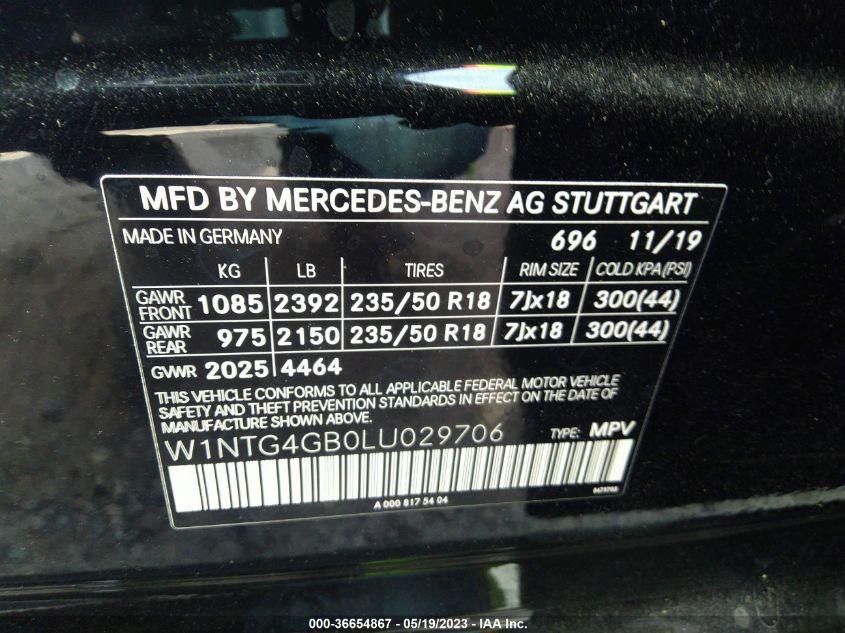 MFD BY MERCEDES-BENZ AG STUTTGART
MADE IN GERMANY 696 11/19
KG LB TIRES RIM SIZE COLD KPA (PSI)
GAWR FRONT 1085 2392 235/50 R18 7Jx18 300(44)
GAWR REAR 975 2150 235/50 R18 7Jx18 300(44)
GVWR 2025 4464
THIS VEHICLE CONFORMS TO ALL APPLICABLE FEDERAL MOTOR VEHICLE
SAFETY AND THEFT PREVENTION STANDARDS IN EFFECT ON THE DATE OF
MANUFACTURE SHOWN ABOVE.
W1NTG4GB0LU029706 TYPE: MPV
A 000 817 54 04
000-36654867 - 05/19/2023 - IAA Inc.